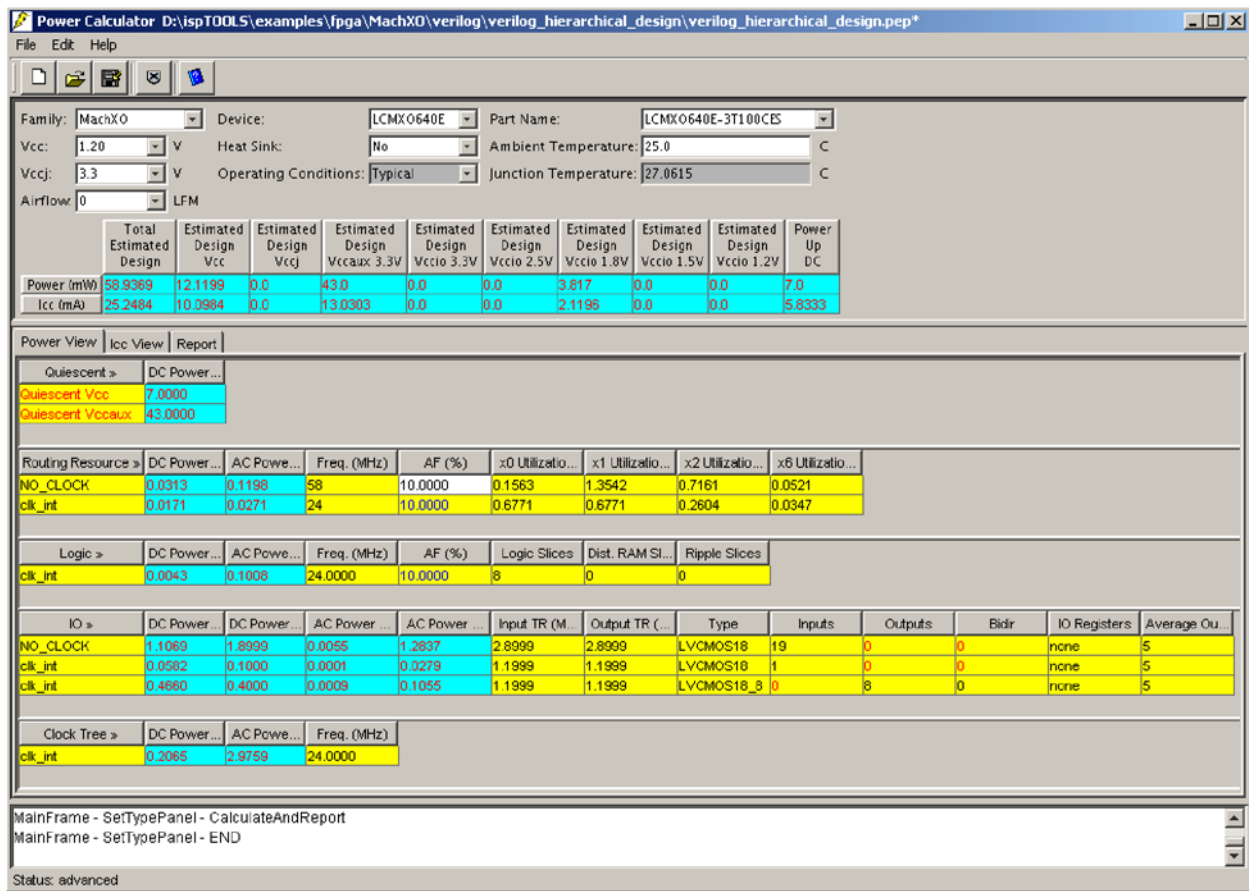 Power Calculator D:\ispTOOLS\examples\fpga\MachXO\verilog\verilog_hierarchical_design\verilog_hierarchical_design.pep*
File Edit Help
Family: MachXO Device: LCMXO640E Part Name: LCMXO640E-3T100CES
Vcc: 1.20 V Heat Sink: No Ambient Temperature: 25.0 C
Vccj: 3.3 V Operating Conditions: Typical Junction Temperature: 27.0615 C
Airflow: 0 LFM
Total Estimated Design Estimated Design Vcc Estimated Design Vccj Estimated Design Vccaux 3.3V Estimated Design Vccio 3.3V Estimated Design Vccio 2.5V Estimated Design Vccio 1.8V Estimated Design Vccio 1.5V Estimated Design Vccio 1.2V Power Up DC
Power (mW) 58.9369 12.1199 0.0 43.0 0.0 0.0 3.817 0.0 0.0 7.0
Icc (mA) 25.2484 10.0984 0.0 13.0303 0.0 0.0 2.1196 0.0 0.0 5.8333
Power View Icc View Report
Quiescent » DC Power...
Quiescent Vcc 7.0000
Quiescent Vccaux 43.0000
Routing Resource » DC Power... AC Powe... Freq. (MHz) AF (%) x0 Utilizatio... x1 Utilizatio... x2 Utilizatio... x6 Utilizatio...
NO_CLOCK 0.0313 0.1198 58 10.0000 0.1563 1.3542 0.7161 0.0521
clk_int 0.0171 0.0271 24 10.0000 0.6771 0.6771 0.2604 0.0347
Logic » DC Power... AC Powe... Freq. (MHz) AF (%) Logic Slices Dist. RAM Sl... Ripple Slices
clk_int 0.0043 0.1008 24.0000 10.0000 8 0 0
IO » DC Power... DC Power... AC Power ... AC Power ... Input TR (M... Output TR (... Type Inputs Outputs Bidir IO Registers Average Ou...
NO_CLOCK 1.1069 1.8999 0.0055 1.2837 2.8999 2.8999 LVCMOS18 19 0 0 none 5
clk_int 0.0582 0.1000 0.0001 0.0279 1.1999 1.1999 LVCMOS18 1 0 0 none 5
clk_int 0.4660 0.4000 0.0009 0.1055 1.1999 1.1999 LVCMOS18_8 0 8 0 none 5
Clock Tree » DC Power... AC Powe... Freq. (MHz)
clk_int 0.2065 2.9759 24.0000
MainFrame - SetTypePanel - CalculateAndReport
MainFrame - SetTypePanel - END
Status: advanced